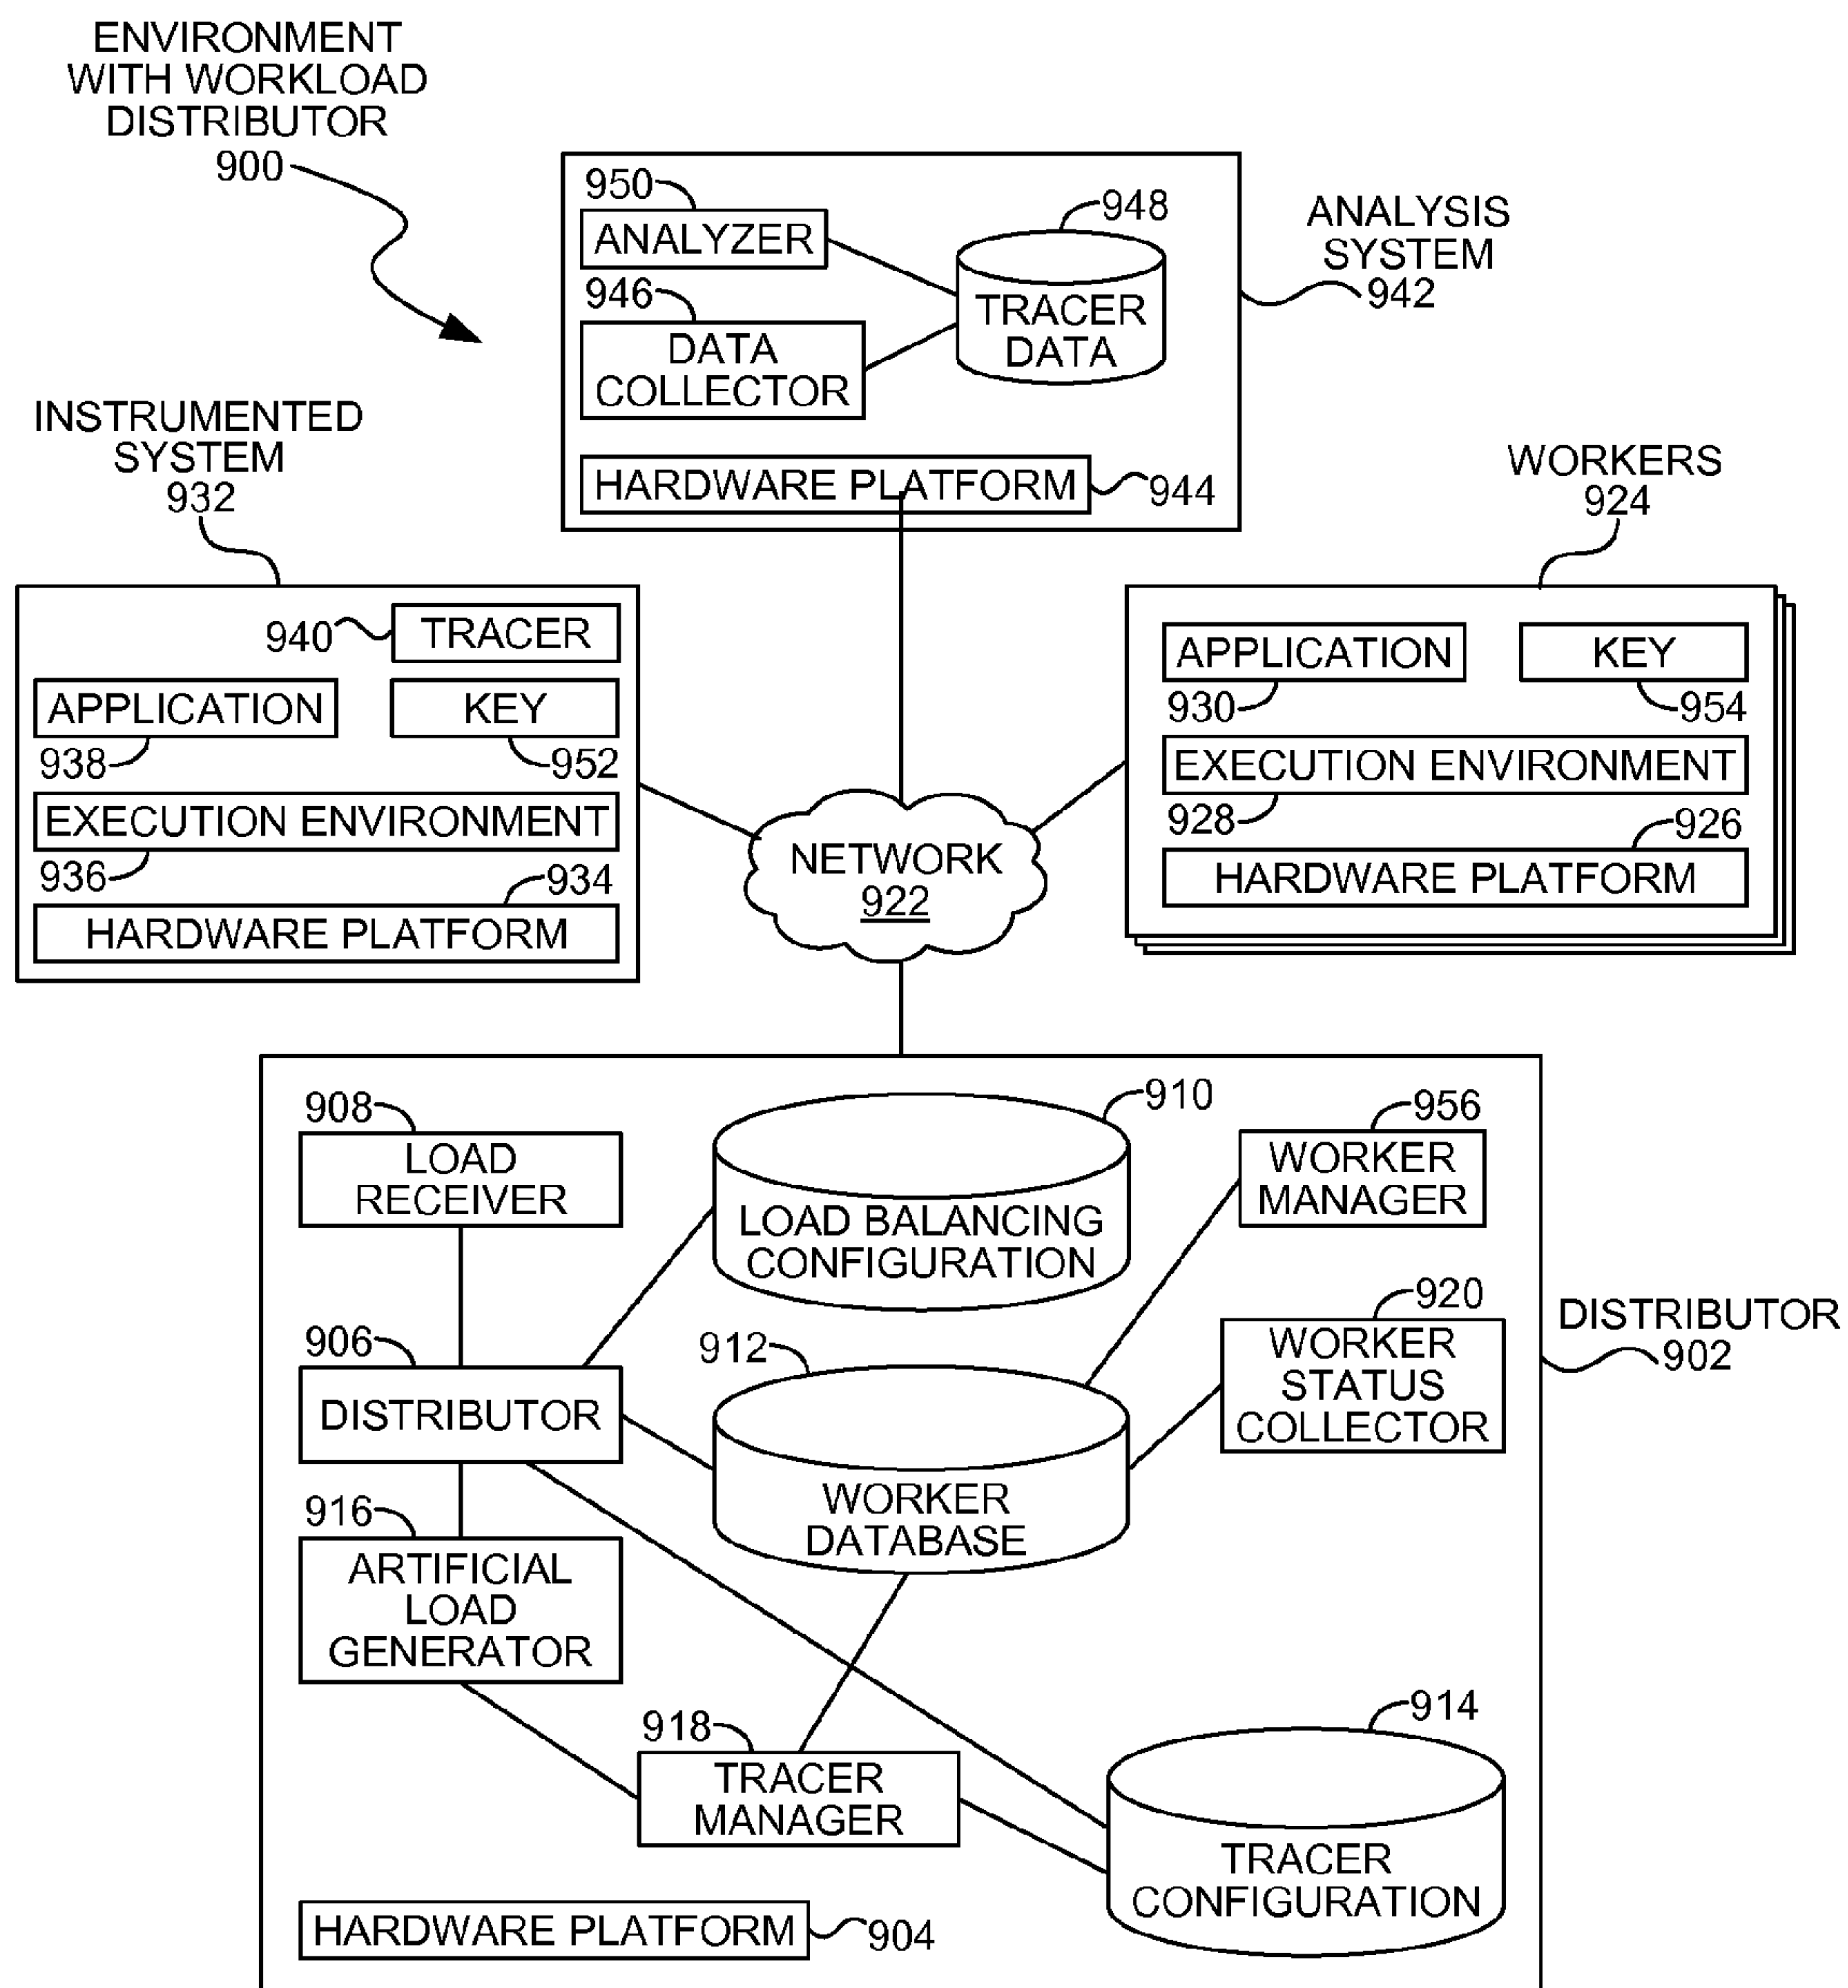 ENVIRONMENT
WITH WORKLOAD
DISTRIBUTOR
900
950
ANALYZER
946
DATA
COLLECTOR
948
TRACER
DATA
HARDWARE PLATFORM
944
ANALYSIS
SYSTEM
942
INSTRUMENTED
SYSTEM
932
940
TRACER
APPLICATION
938
KEY
952
EXECUTION ENVIRONMENT
936
934
HARDWARE PLATFORM
WORKERS
924
APPLICATION
930
KEY
954
EXECUTION ENVIRONMENT
928
926
HARDWARE PLATFORM
NETWORK
922
908
LOAD
RECEIVER
910
LOAD BALANCING
CONFIGURATION
956
WORKER
MANAGER
906
DISTRIBUTOR
912
WORKER
DATABASE
920
WORKER
STATUS
COLLECTOR
DISTRIBUTOR
902
916
ARTIFICIAL
LOAD
GENERATOR
918
TRACER
MANAGER
914
TRACER
CONFIGURATION
HARDWARE PLATFORM
904